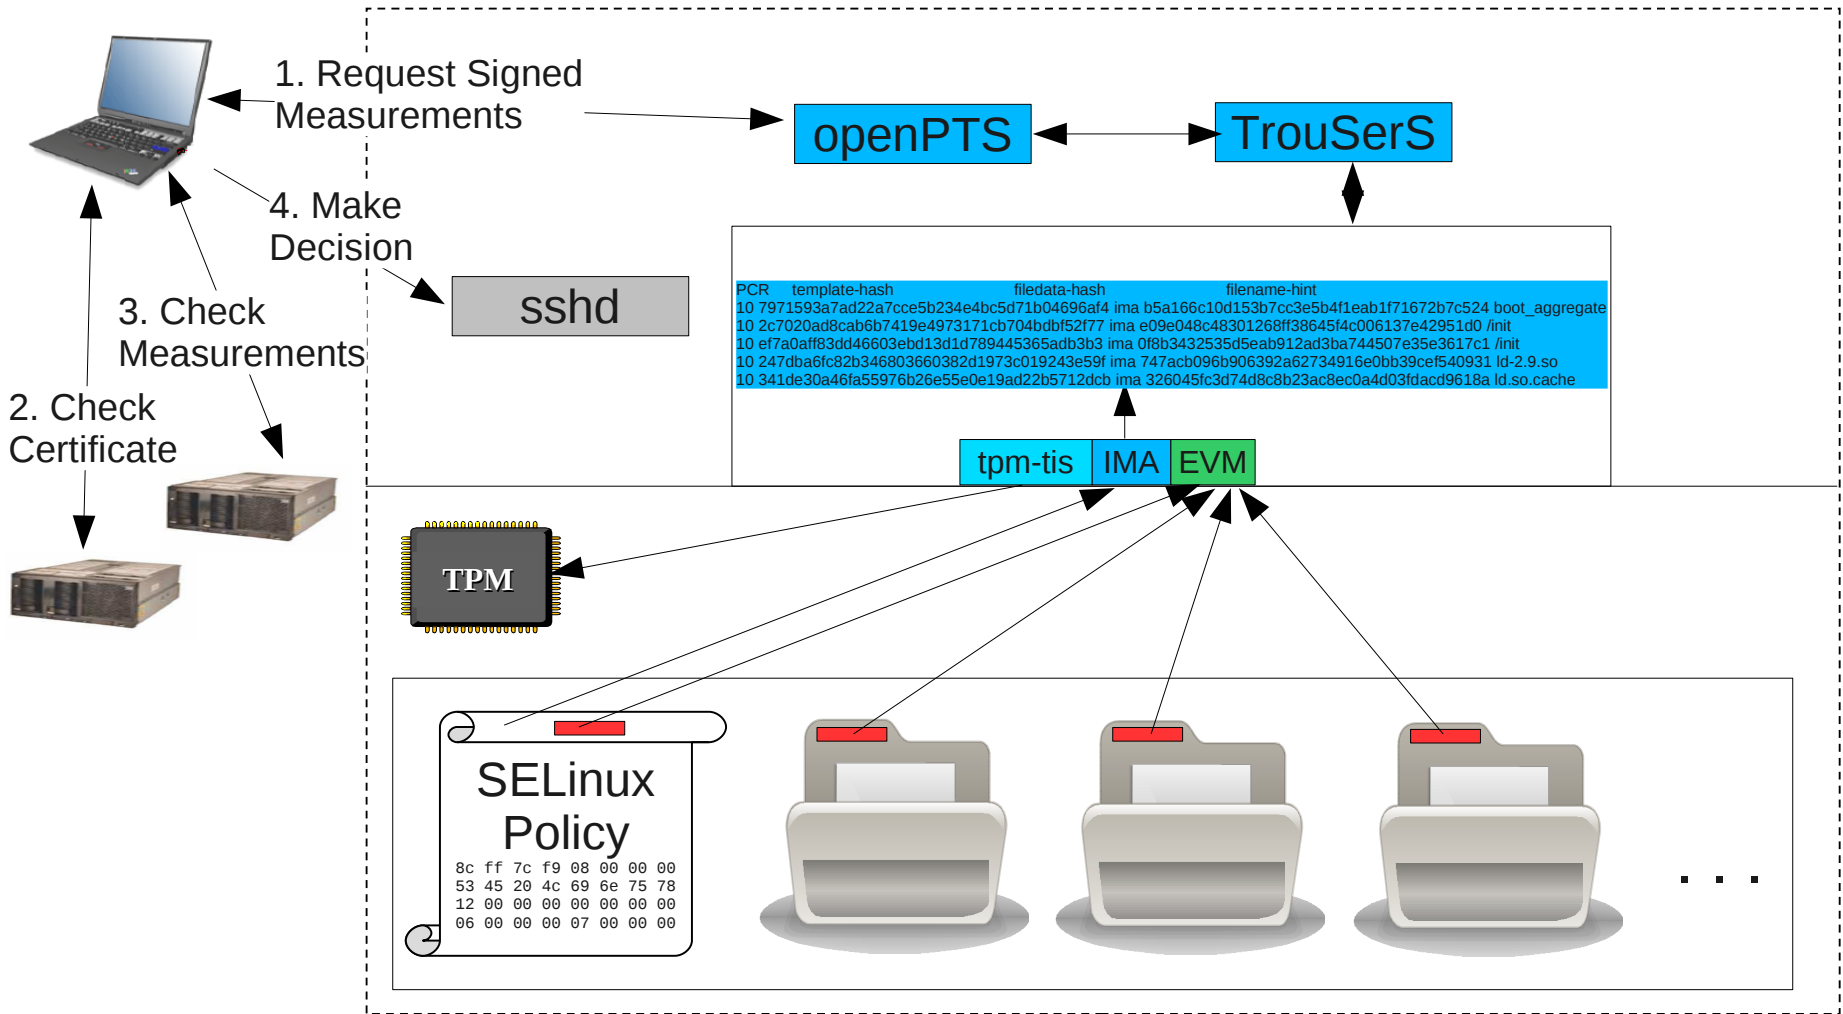 1. Request Signed
Measurements
openPTS
TrouSerS
4. Make
Decision
sshd
3. Check
Measurements
2. Check
Certificate
PCR template-hash filedata-hash filename-hint
10 7971593a7ad22a7cce5b234e4bc5d71b04696af4 ima b5a166c10d153b7cc3e5b4f1eab1f71672b7c524 boot_aggregate
10 2c7020ad8cab6b7419e4973171cb704bdbf52f77 ima e09e048c48301268ff38645f4c006137e42951d0 /init
10 ef7a0aff83dd46603ebd13d1d789445365adb3b3 ima 0f8b3432535d5eab912ad3ba744507e35e3617c1 /init
10 247dba6fc82b346803660382d1973c019243e59f ima 747acb096b906392a62734916e0bb39cef540931 ld-2.9.so
10 341de30a46fa55976b26e55e0e19ad22b5712dcb ima 326045fc3d74d8c8b23ac8ec0a4d03fdacd9618a ld.so.cache
tpm-tis
IMA
EVM
TPM
SELinux
Policy
8c ff 7c f9 08 00 00 00
53 45 20 4c 69 6e 75 78
12 00 00 00 00 00 00 00
06 00 00 00 07 00 00 00
. . .